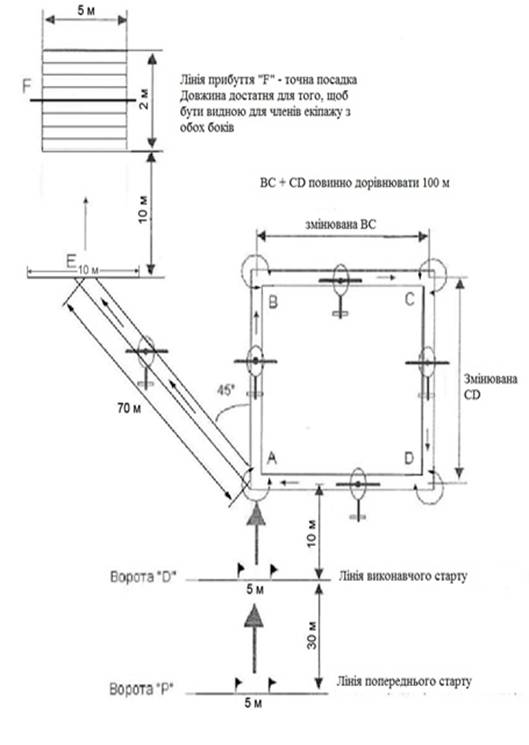 5 м
F
2 м
Лінія прибуття "F" - точна посадка
Довжина достатня для того, щоб
бути видною для членів екіпажу з
обох боків
10 м
BC + CD повинно дорівнювати 100 м
змінювана BC
E
10 м
B
C
45°
70 м
Змінювана
CD
A
D
10 м
Ворота "D"
5 м
Лінія виконавчого старту
30 м
Ворота "P"
5 м
Лінія попереднього старту